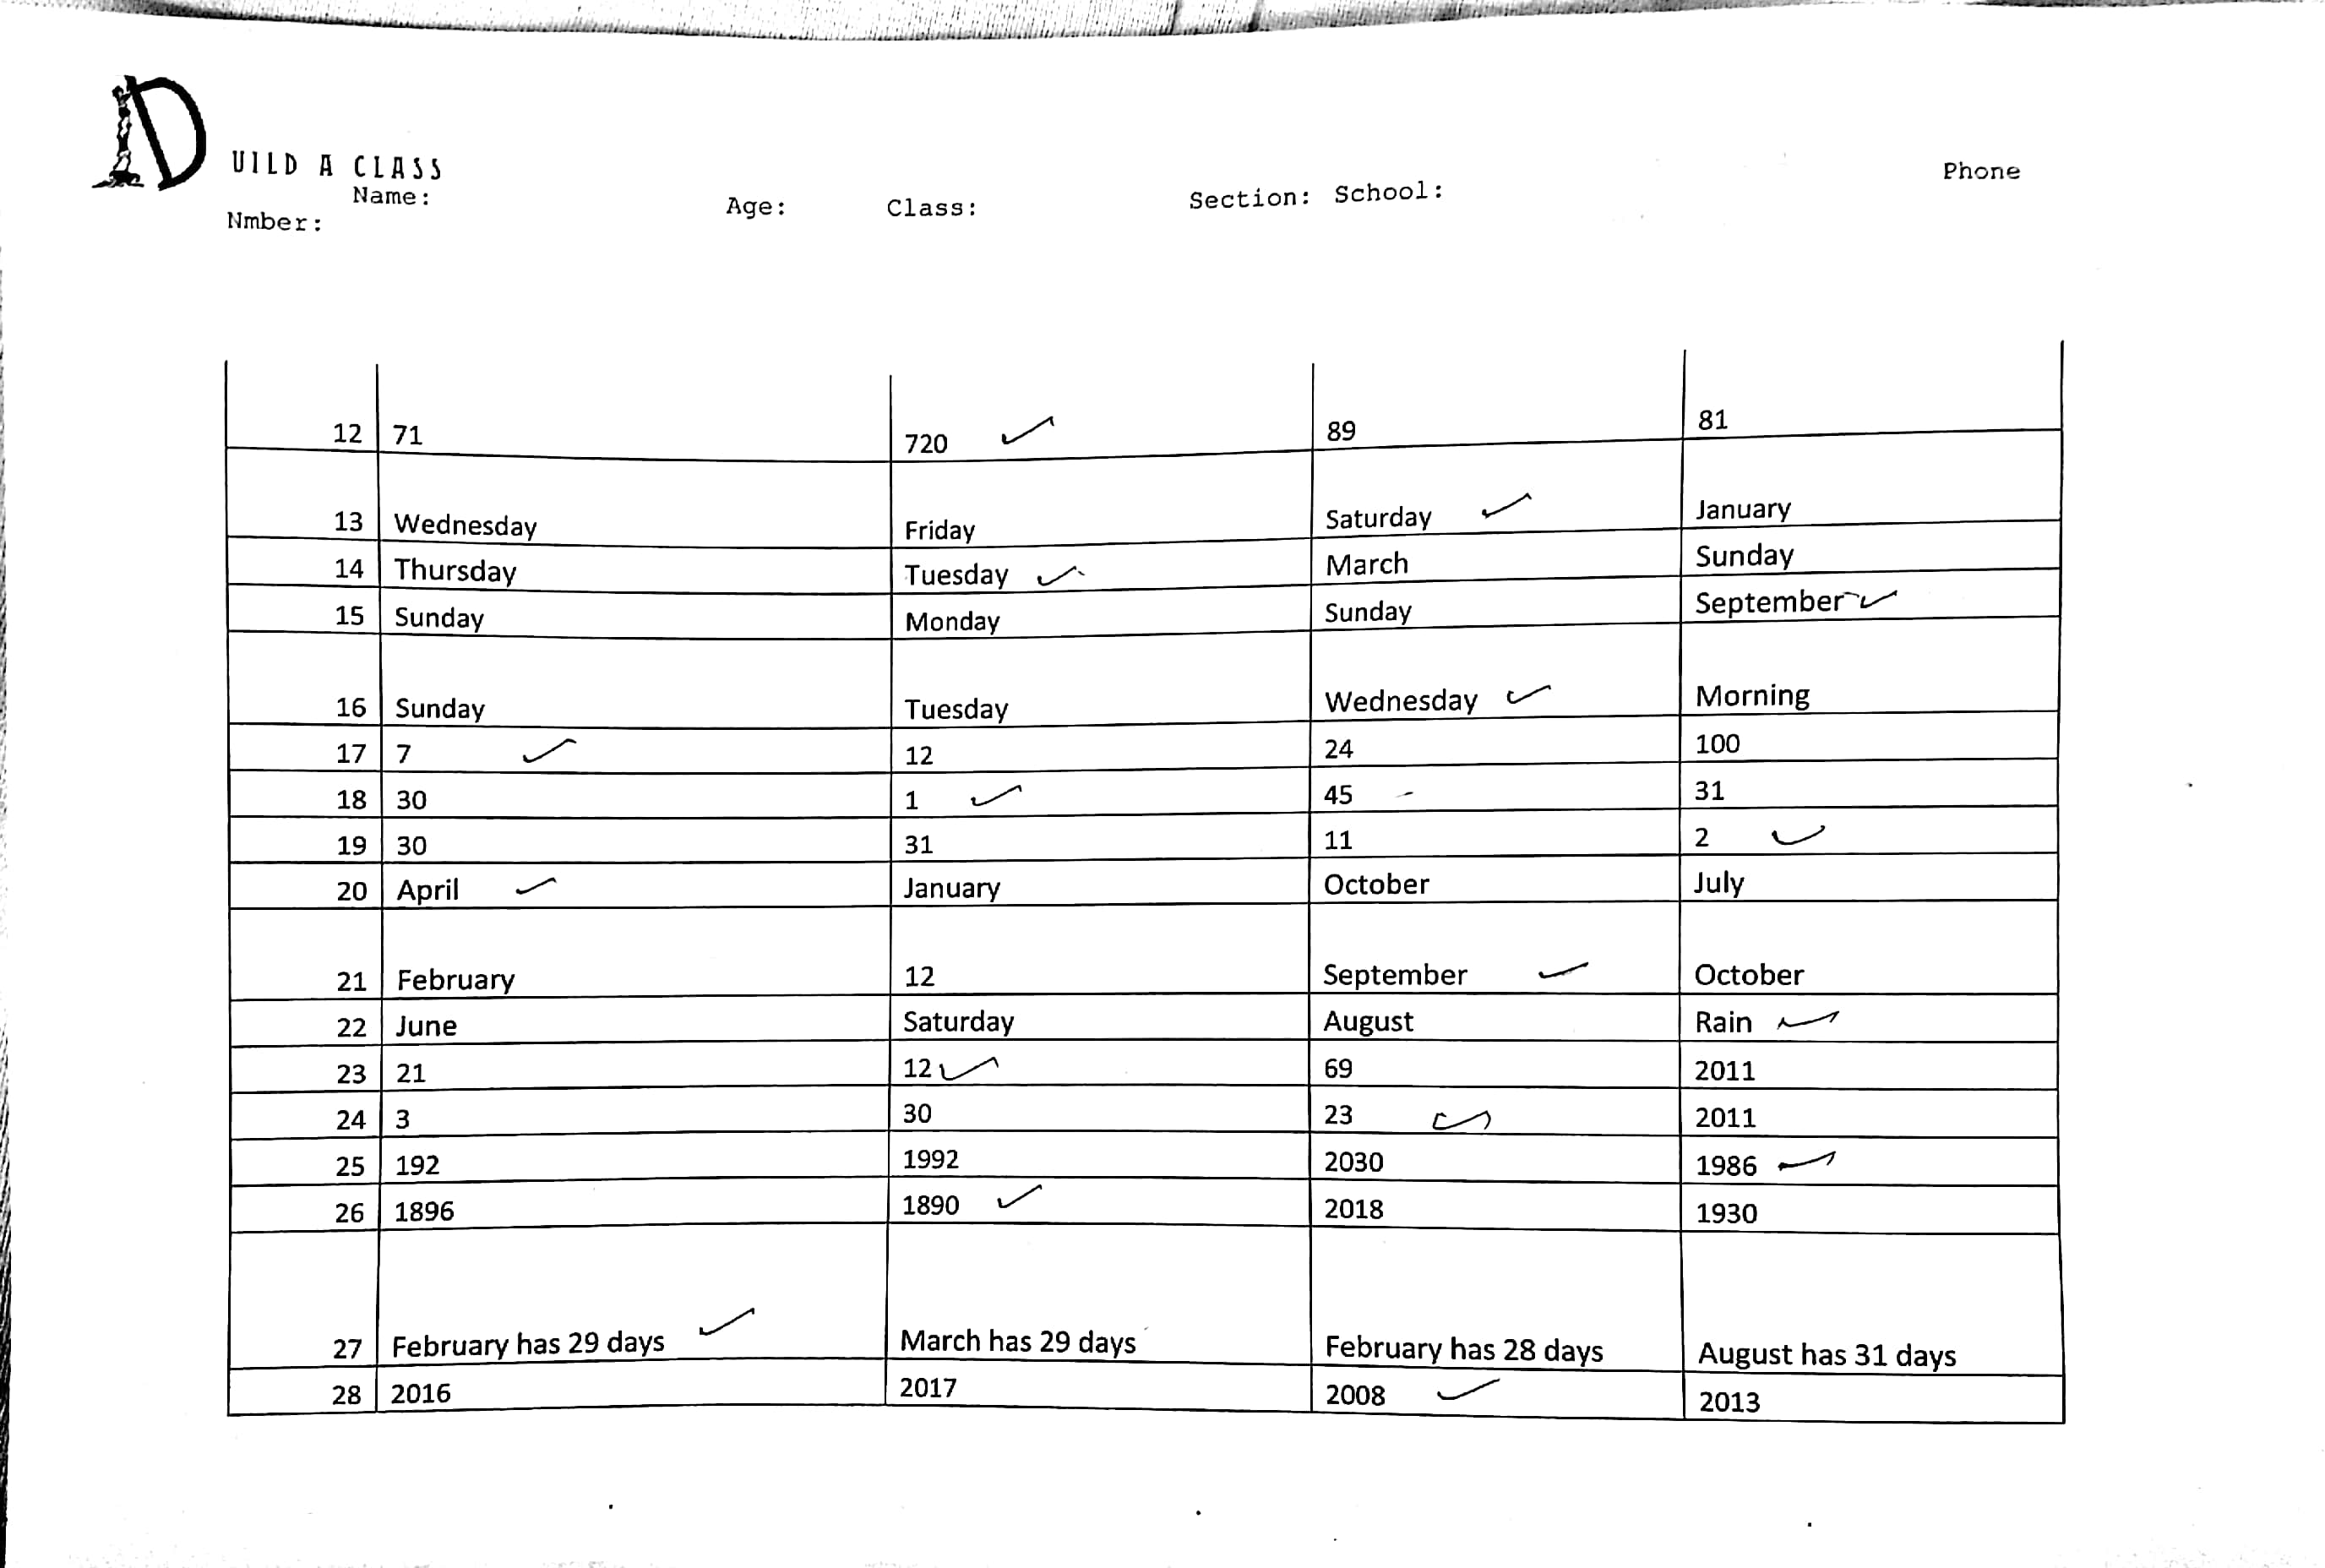 D UILD A CLASS
Name: Age: Class: Section: School: Phone
Nmber:
12 71 720 ✓ 89 81
13 Wednesday Friday Saturday ✓ January
14 Thursday Tuesday ✓ March Sunday
15 Sunday Monday Sunday September ✓
16 Sunday Tuesday Wednesday ✓ Morning
17 7 ✓ 12 24 100
18 30 1 ✓ 45 - 31
19 30 31 11 2 ✓
20 April ✓ January October July
21 February 12 September ✓ October
22 June Saturday August Rain ✓
23 21 12 ✓ 69 2011
24 3 30 23 ✓ 2011
25 192 1992 2030 1986 ✓
26 1896 1890 ✓ 2018 1930
27 February has 29 days ✓ March has 29 days February has 28 days August has 31 days
28 2016 2017 2008 ✓ 2013